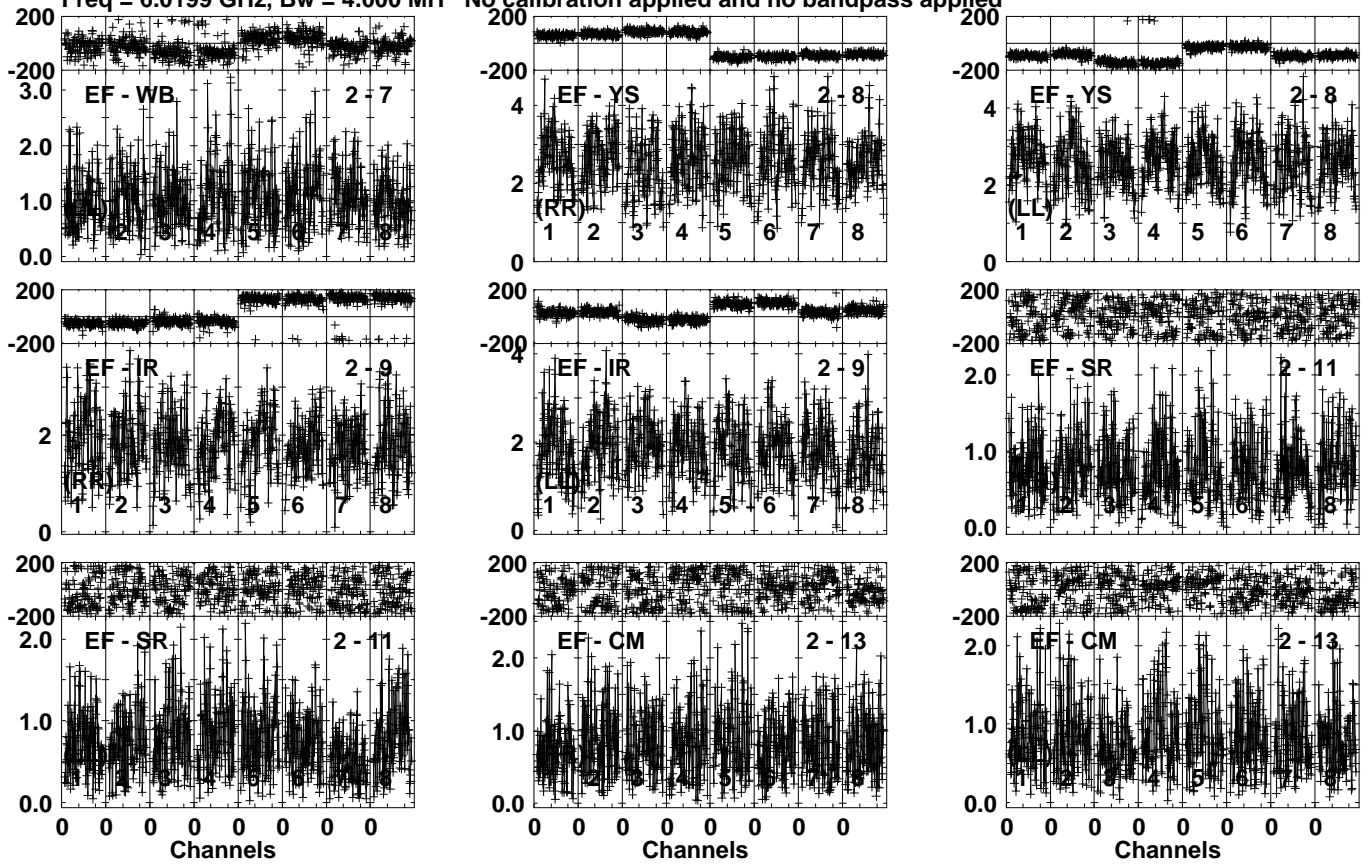 Freq = 6.0199 GHz, Bw = 4.000 MH No calibration applied and no bandpass applied
200 200 200
-200 -200 -200
EF - WB 2 - 7 EF - YS 2 - 8 EF - YS 2 - 8
3.0 4 4
2.0 2 2
1.0 (RR) (LL)
1 2 3 4 5 6 7 8 1 2 3 4 5 6 7 8
2 3 4 5 6 7 8
0.0 0 0
200 200 200
-200 -200 -200
EF - IR 2 - 9 EF - IR 2 - 9 EF - SR 2 - 11
4 2.0
2 2 1.0
(RR) (LL)
1 2 3 4 5 6 7 8 1 2 3 4 5 6 7 8 1 2 3 4 5 6 7 8
0 0 0.0
200 200 200
-200 -200 -200
EF - SR 2 - 11 EF - CM 2 - 13 EF - CM 2 - 13
2.0 2.0 2.0
1.0 1.0 1.0
1 2 3 4 5 6 7 8 1 2 3 4 5 6 7 8 1 2 3 4 5 6 7 8
0.0 0.0 0.0
0 0 0 0 0 0 0 0 0 0 0 0 0 0 0 0 0 0 0 0 0 0 0 0
Channels Channels Channels